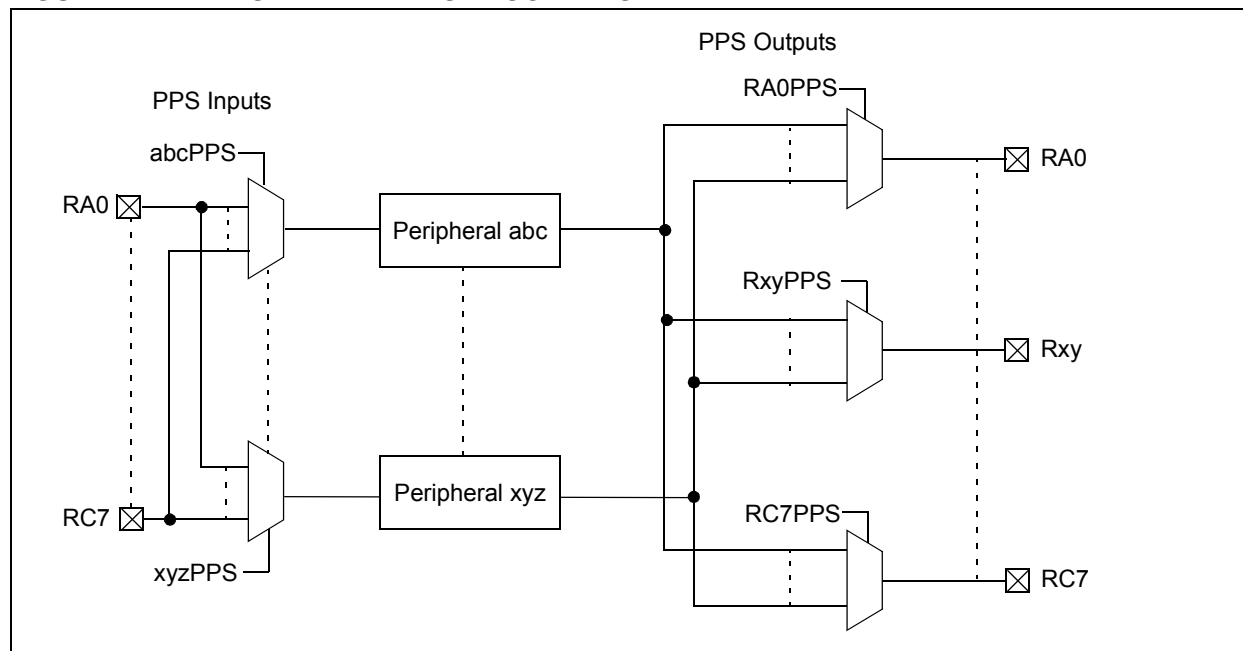 PPS Outputs
RA0PPS
PPS Inputs
abcPPS
RA0
RA0
Peripheral abc
RxyPPS
Rxy
Peripheral xyz
RC7
RC7PPS
xyzPPS
RC7